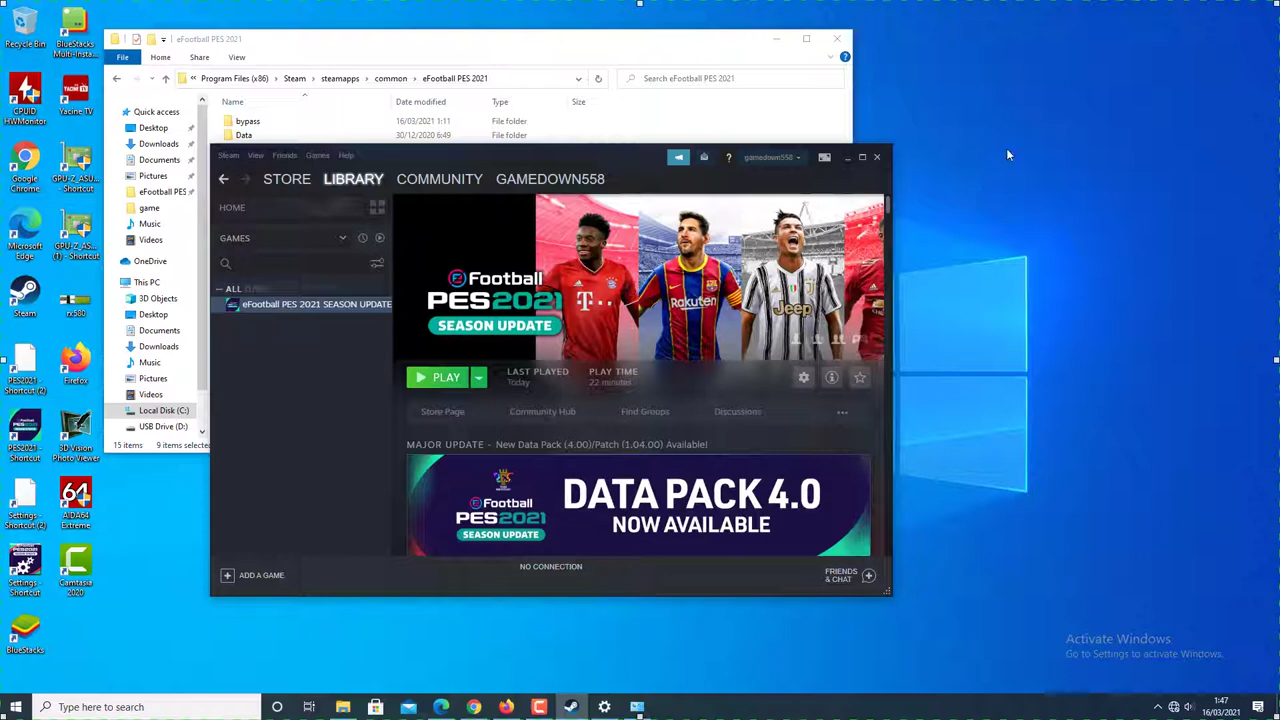 Recycle Bin
BlueStacks Multi-Insta...
CPUID HWMonitor
Yacine TV
Google Chrome
GPU-Z_ASU... - Shortcut
Microsoft Edge
GPU-Z_AS... - Shortcut (1)
Steam
rx580
PES2021 - Shortcut (2)
Firefox
PES2021 - Shortcut
3D Vision Photo Viewer
Settings - Shortcut (2)
AIDA64 Extreme
Settings - Shortcut
Camtasia 2020
BlueStacks
eFootball PES 2021
File Home Share View
« Program Files (x86) > Steam > steamapps > common > eFootball PES 2021
Search eFootball PES 2021
Name Date modified Type Size
bypass 16/03/2021 1:11 File folder
Data 30/12/2020 6:49 File folder
Quick access
Desktop
Downloads
Documents
Pictures
eFootball PES
game
Music
Videos
OneDrive
This PC
3D Objects
Desktop
Documents
Downloads
Music
Pictures
Videos
Local Disk (C:)
USB Drive (D:)
15 items 9 items selected
Steam View Friends Games Help
gamedown558
STORE LIBRARY COMMUNITY GAMEDOWN558
HOME
GAMES
ALL
eFootball PES 2021 SEASON UPDATE
eFootball
PES2021
SEASON UPDATE
T
Rakuten
Jeep
PLAY
LAST PLAYED
Today
PLAY TIME
22 minutes
Store Page Community Hub Find Groups Discussions ...
MAJOR UPDATE - New Data Pack (4.00)/Patch (1.04.00) Available!
eFootball
PES2021
SEASON UPDATE
DATA PACK 4.0
NOW AVAILABLE
ADD A GAME
NO CONNECTION
FRIENDS
& CHAT
Activate Windows
Go to Settings to activate Windows.
Type here to search
1:47
16/03/2021